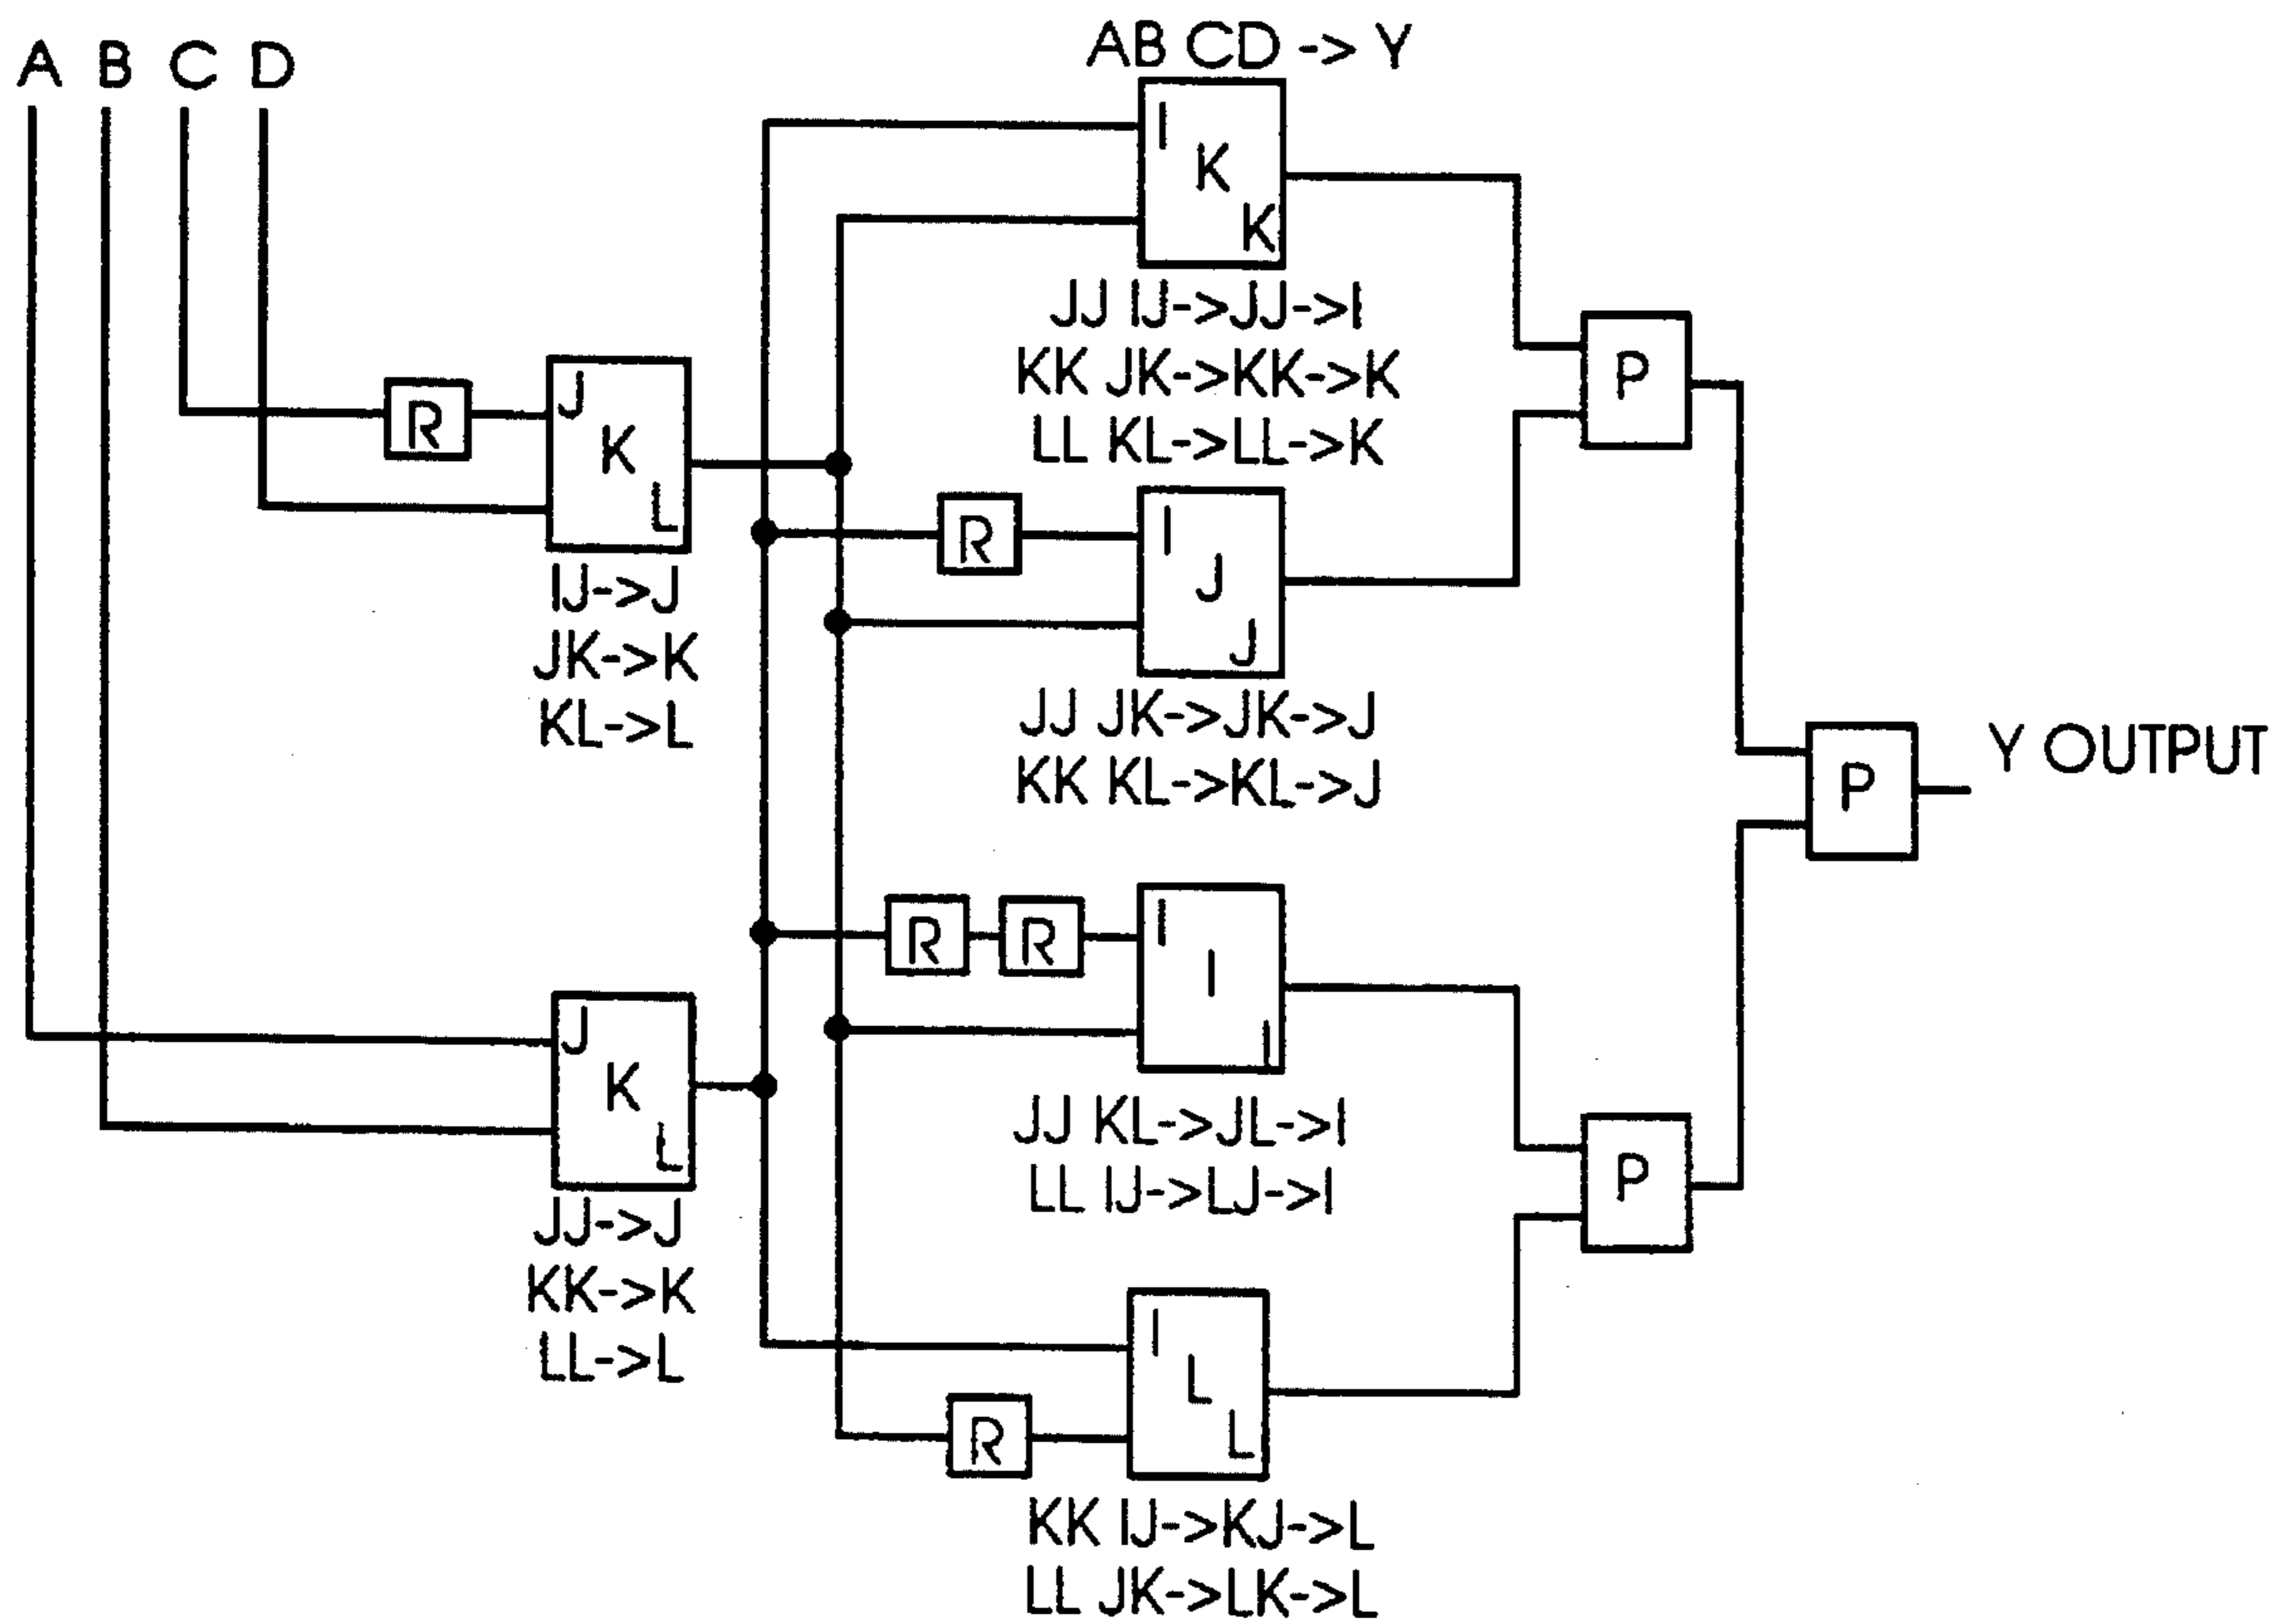 A B C D
AB CD -> Y
I
K
K
JJ IJ->JJ->I
KK JK->KK->K
LL KL->LL->K
P
R
J
K
L
IJ->J
JK->K
KL->L
R
I
J
J
JJ JK->JK->J
KK KL->KL->J
P
Y OUTPUT
R
R
I
I
I
JJ KL->JL->I
LL IJ->LJ->I
J
K
L
JJ->J
KK->K
LL->L
P
I
L
L
R
KK IJ->KJ->L
LL JK->LK->L